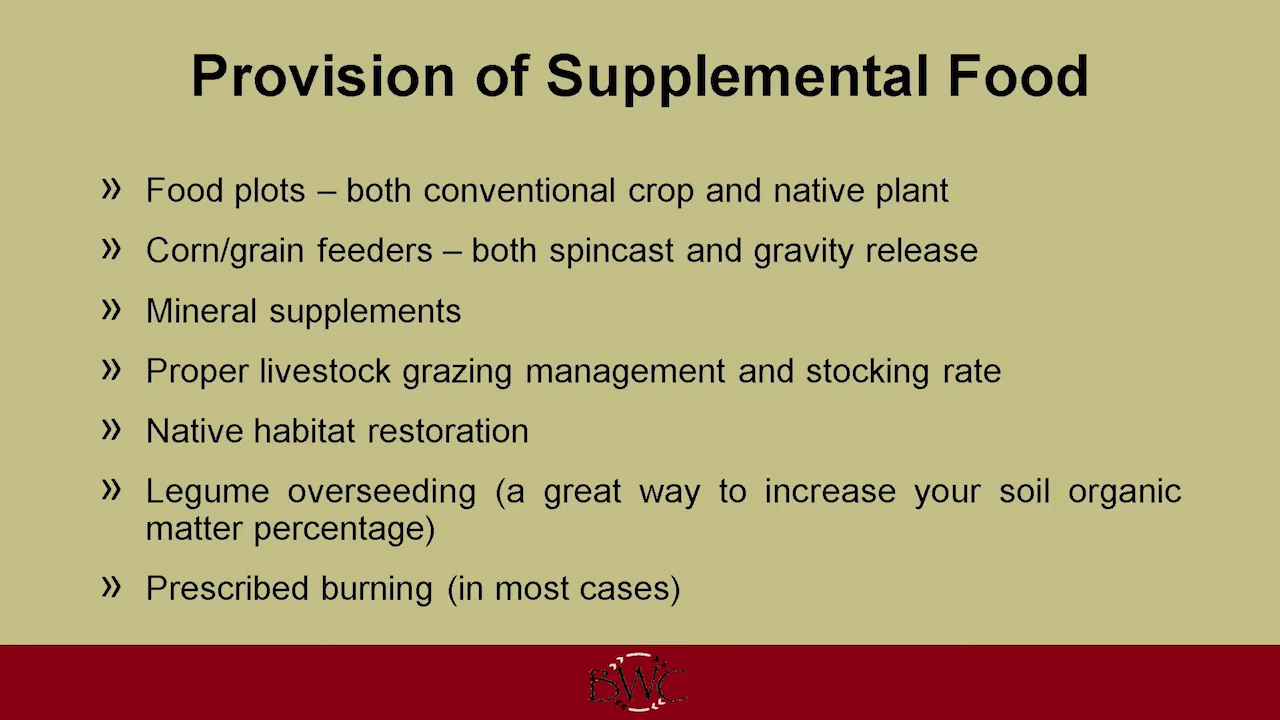 Provision of Supplemental Food
» Food plots – both conventional crop and native plant
» Corn/grain feeders – both spincast and gravity release
» Mineral supplements
» Proper livestock grazing management and stocking rate
» Native habitat restoration
» Legume overseeding (a great way to increase your soil organic
matter percentage)
» Prescribed burning (in most cases)
BWC